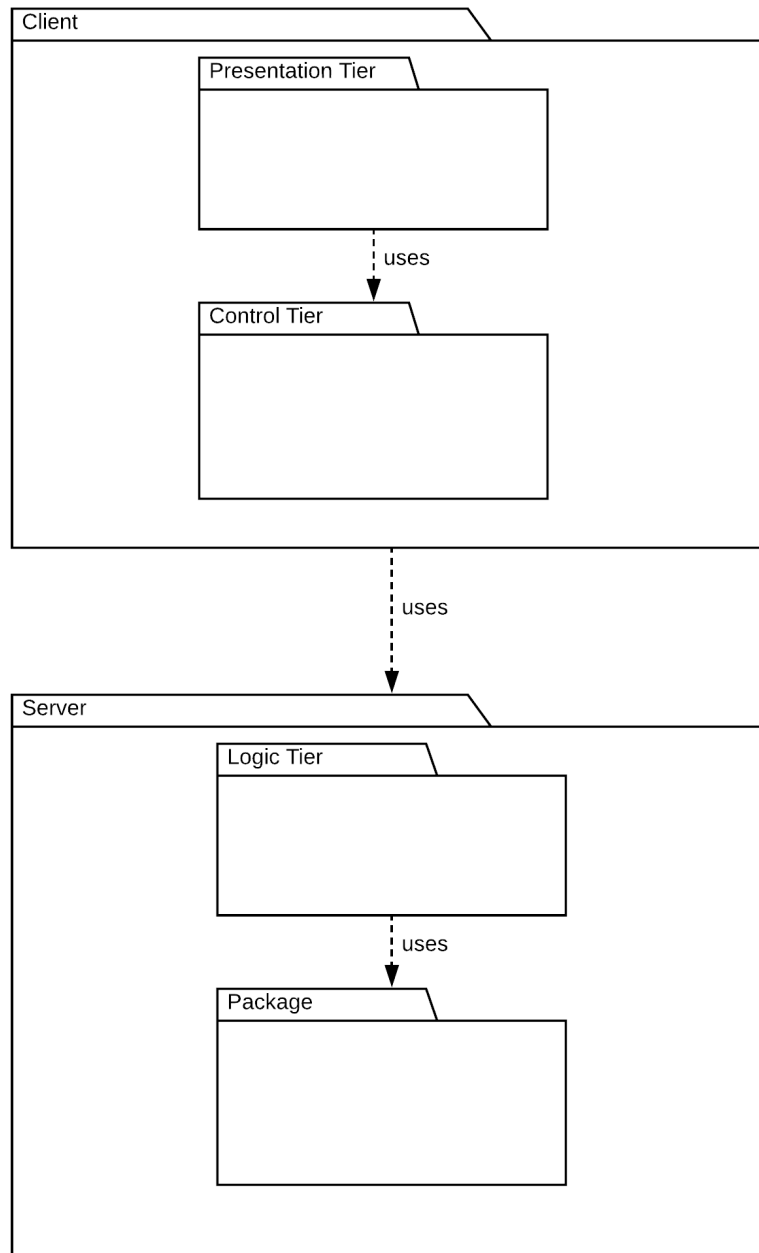 Client
Presentation Tier
uses
Control Tier
uses
Server
Logic Tier
uses
Package